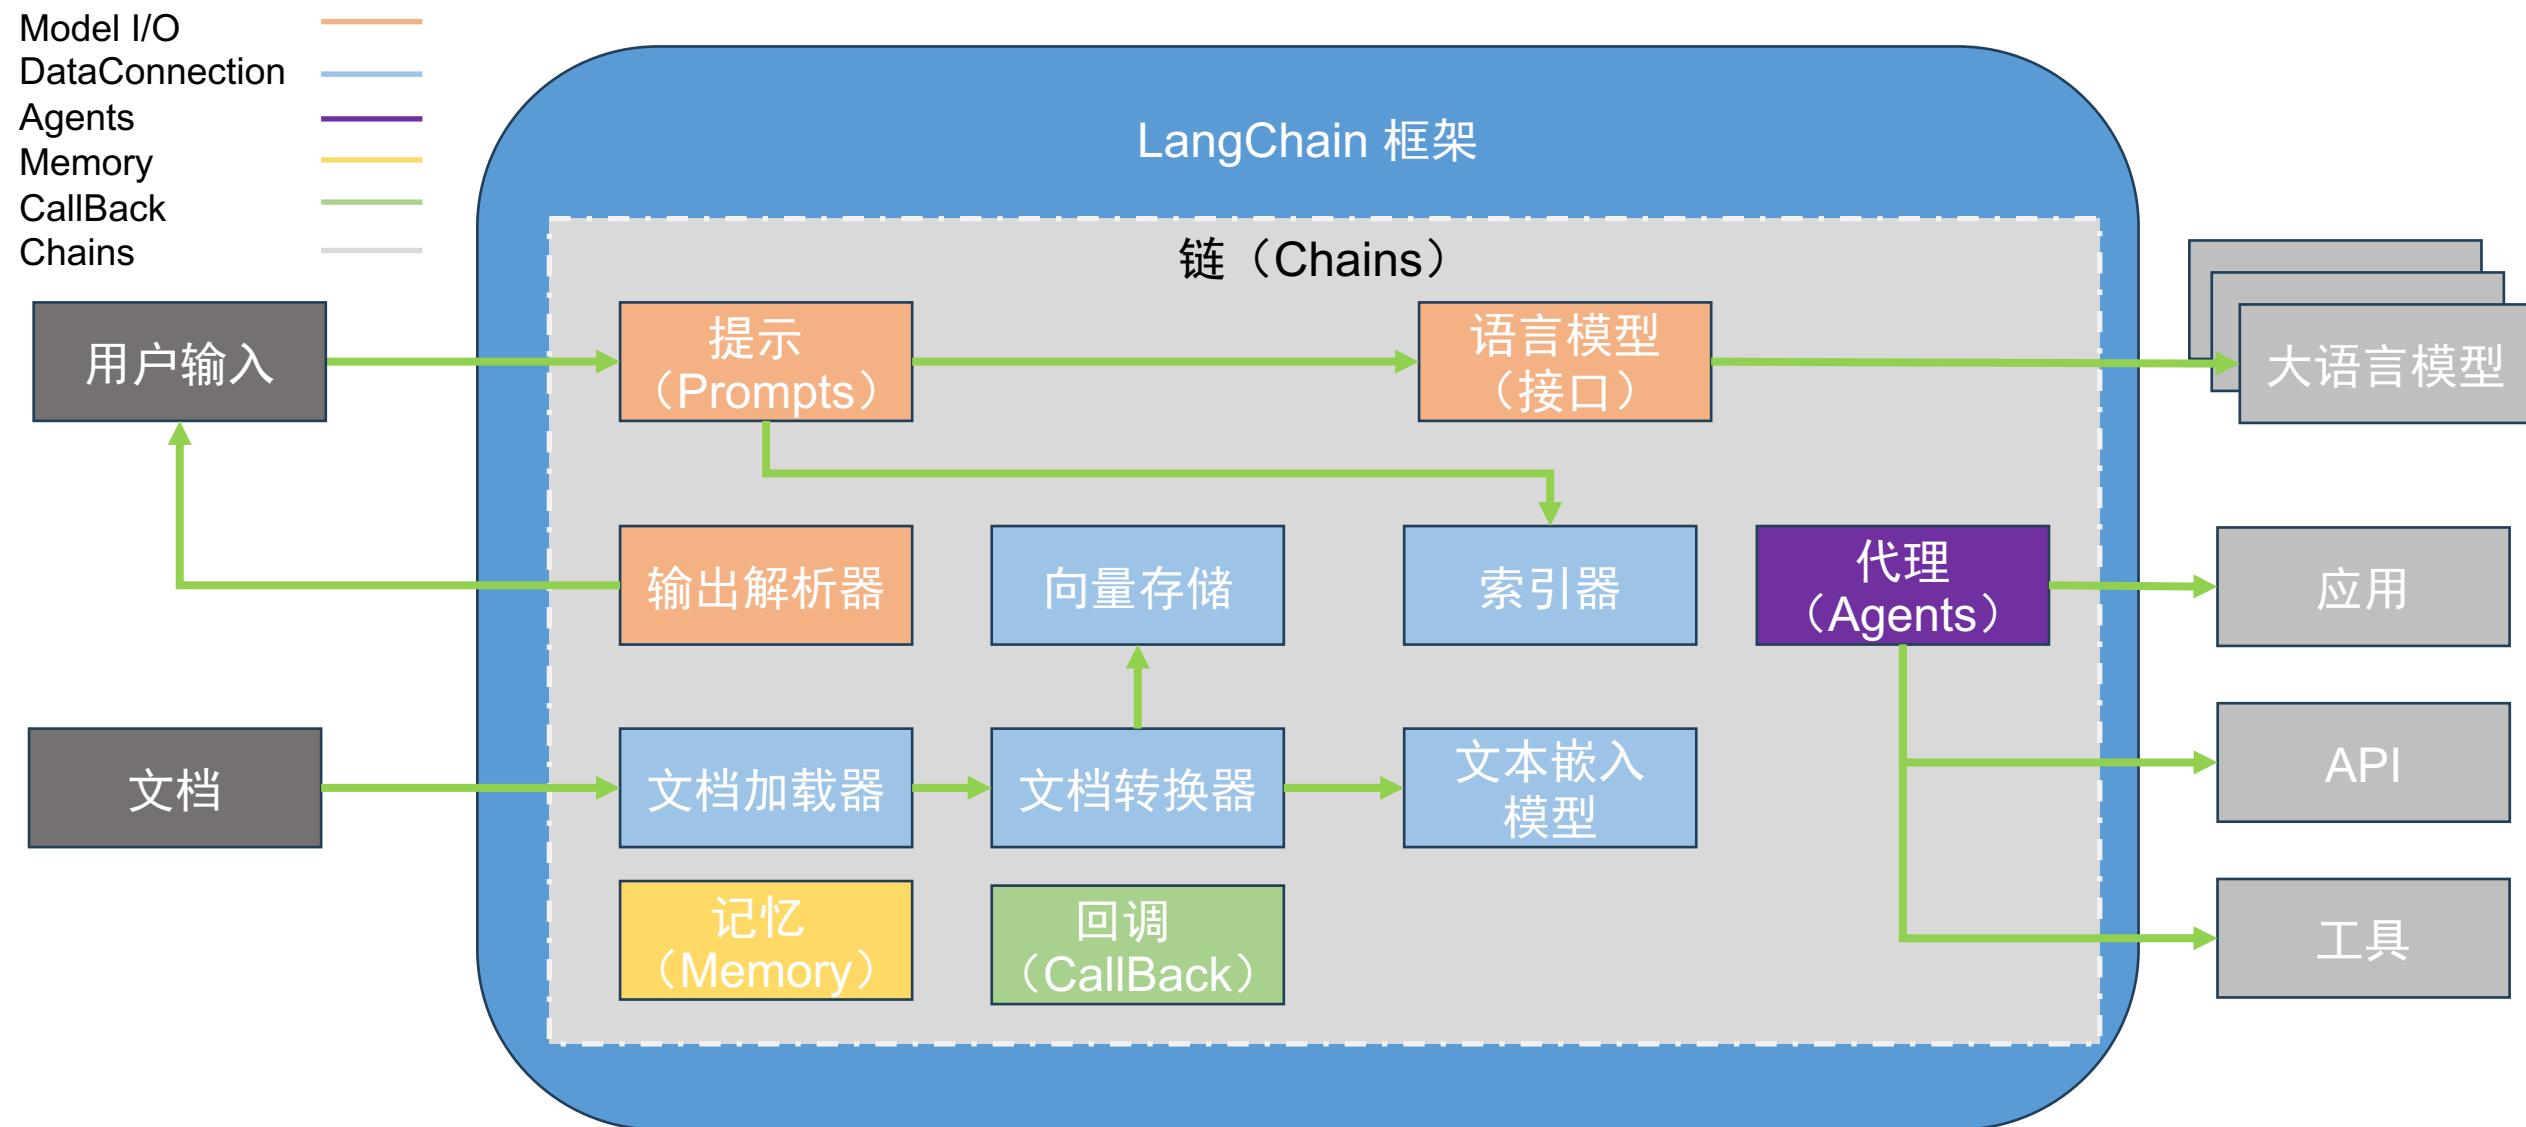 Model I/O
DataConnection
Agents
Memory
CallBack
Chains
LangChain 框架
链（Chains）
用户输入
提示
（Prompts）
语言模型
（接口）
大语言模型
输出解析器
向量存储
索引器
代理
（Agents）
应用
文档
文档加载器
文档转换器
文本嵌入
模型
API
记忆
（Memory）
回调
（CallBack）
工具